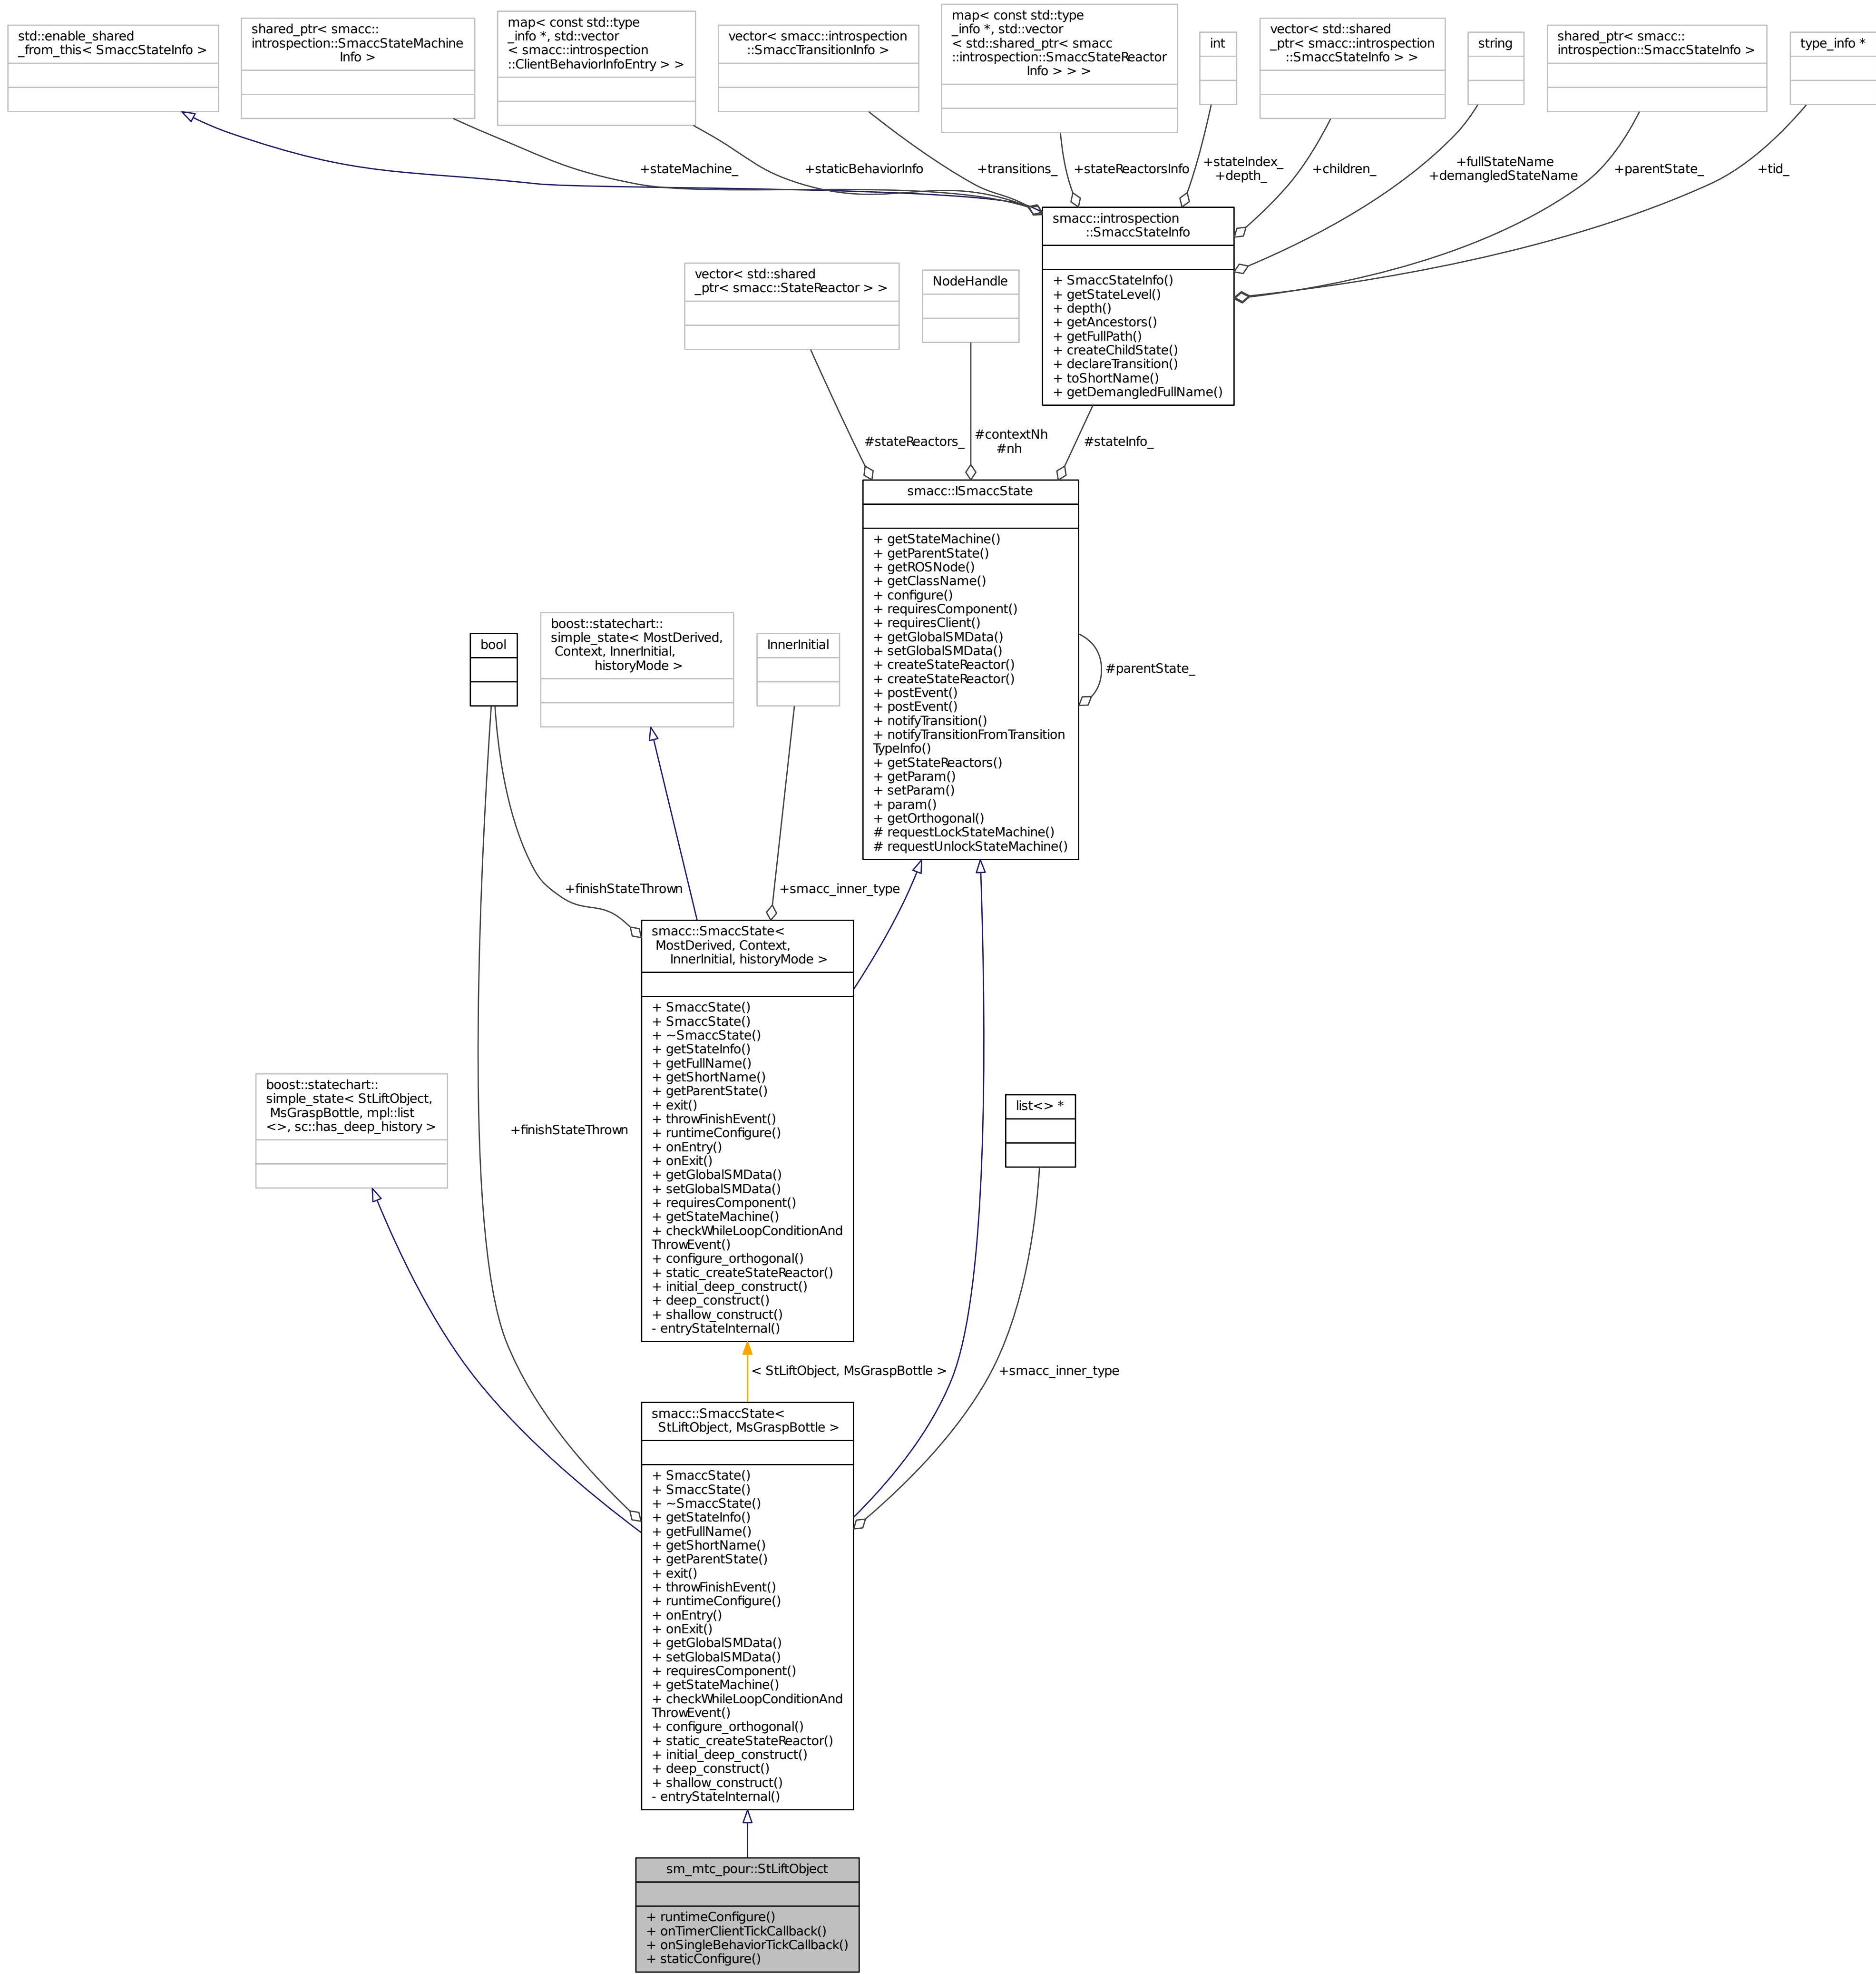 std::enable_shared
_from_this< SmaccStateInfo >
shared_ptr< smacc::
introspection::SmaccStateMachine
Info >
map< const std::type
_info *, std::vector
< smacc::introspection
::ClientBehaviorInfoEntry > >
vector< smacc::introspection
::SmaccTransitionInfo >
map< const std::type
_info *, std::vector
< std::shared_ptr< smacc
::introspection::SmaccStateReactor
Info > > >
int
vector< std::shared
_ptr< smacc::introspection
::SmaccStateInfo > >
string
shared_ptr< smacc::
introspection::SmaccStateInfo >
type_info *
+stateMachine_
+staticBehaviorInfo
+transitions_
+stateReactorsInfo
+stateIndex_
+depth_
+children_
+fullStateName
+demangledStateName
+parentState_
+tid_
smacc::introspection
::SmaccStateInfo
+ SmaccStateInfo()
+ getStateLevel()
+ depth()
+ getAncestors()
+ getFullPath()
+ createChildState()
+ declareTransition()
+ toShortName()
+ getDemangledFullName()
vector< std::shared
_ptr< smacc::StateReactor > >
NodeHandle
#stateReactors_
#contextNh
#nh
#stateInfo_
smacc::ISmaccState
+ getStateMachine()
+ getParentState()
+ getROSNode()
+ getClassName()
+ configure()
+ requiresComponent()
+ requiresClient()
+ getGlobalSMData()
+ setGlobalSMData()
+ createStateReactor()
+ createStateReactor()
+ postEvent()
+ postEvent()
+ notifyTransition()
+ notifyTransitionFromTransition
TypeInfo()
+ getStateReactors()
+ getParam()
+ setParam()
+ param()
+ getOrthogonal()
# requestLockStateMachine()
# requestUnlockStateMachine()
#parentState_
bool
boost::statechart::
simple_state< MostDerived,
Context, InnerInitial,
historyMode >
InnerInitial
+finishStateThrown
+smacc_inner_type
smacc::SmaccState<
MostDerived, Context,
InnerInitial, historyMode >
+ SmaccState()
+ SmaccState()
+ ~SmaccState()
+ getStateInfo()
+ getFullName()
+ getShortName()
+ getParentState()
+ exit()
+ throwFinishEvent()
+ runtimeConfigure()
+ onEntry()
+ onExit()
+ getGlobalSMData()
+ setGlobalSMData()
+ requiresComponent()
+ getStateMachine()
+ checkWhileLoopConditionAnd
ThrowEvent()
+ configure_orthogonal()
+ static_createStateReactor()
+ initial_deep_construct()
+ deep_construct()
+ shallow_construct()
- entryStateInternal()
boost::statechart::
simple_state< StLiftObject,
MsGraspBottle, mpl::list
<>, sc::has_deep_history >
+finishStateThrown
list<> *
< StLiftObject, MsGraspBottle >
+smacc_inner_type
smacc::SmaccState<
StLiftObject, MsGraspBottle >
+ SmaccState()
+ SmaccState()
+ ~SmaccState()
+ getStateInfo()
+ getFullName()
+ getShortName()
+ getParentState()
+ exit()
+ throwFinishEvent()
+ runtimeConfigure()
+ onEntry()
+ onExit()
+ getGlobalSMData()
+ setGlobalSMData()
+ requiresComponent()
+ getStateMachine()
+ checkWhileLoopConditionAnd
ThrowEvent()
+ configure_orthogonal()
+ static_createStateReactor()
+ initial_deep_construct()
+ deep_construct()
+ shallow_construct()
- entryStateInternal()
sm_mtc_pour::StLiftObject
+ runtimeConfigure()
+ onTimerClientTickCallback()
+ onSingleBehaviorTickCallback()
+ staticConfigure()